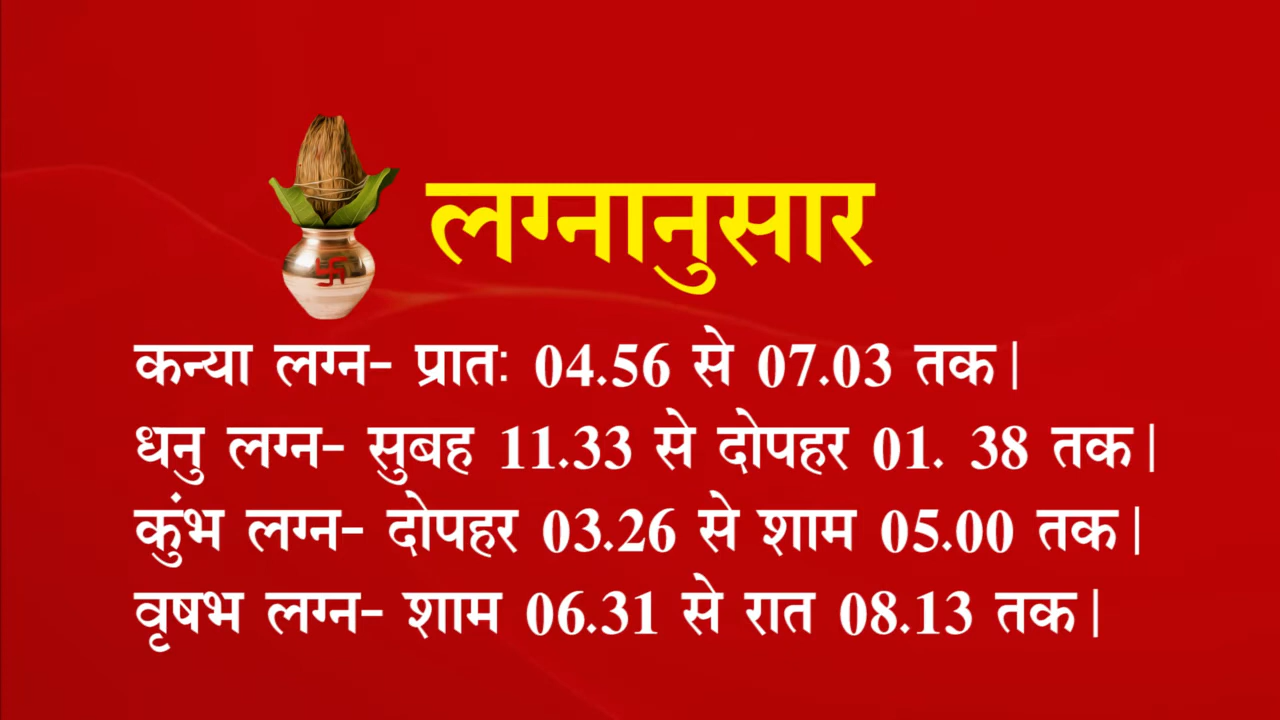 लग्नानुसार
कन्या लग्न- प्रातः 04.56 से 07.03 तक|
धनु लग्न- सुबह 11.33 से दोपहर 01. 38 तक|
कुंभ लग्न- दोपहर 03.26 से शाम 05.00 तक|
वृषभ लग्न- शाम 06.31 से रात 08.13 तक|